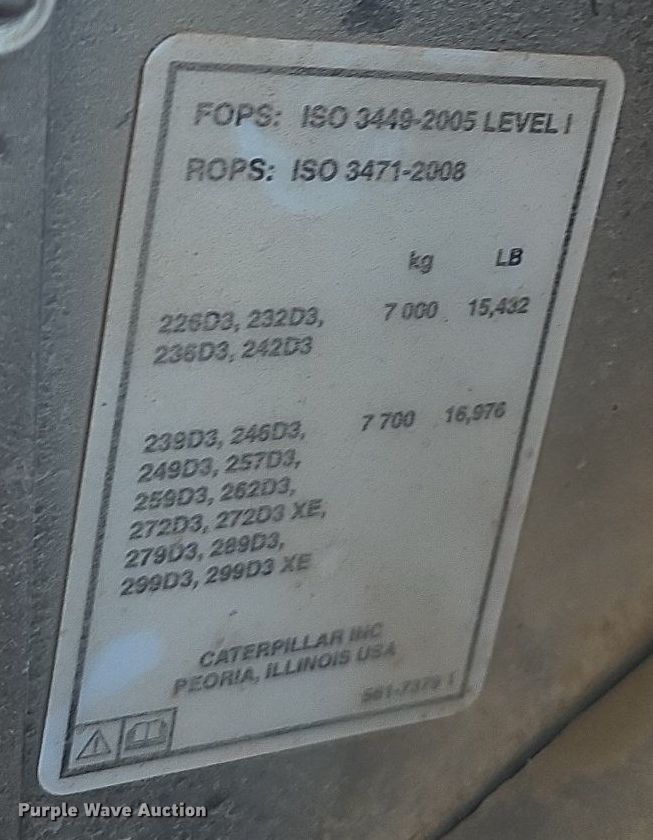 FOPS: ISO 3449-2005 LEVEL I
ROPS: ISO 3471-2008
kg LB
226D3, 232D3, 7 000 15,432
236D3, 242D3
239D3, 246D3, 7 700 16,976
249D3, 257D3,
259D3, 262D3,
272D3, 272D3 XE,
279D3, 289D3,
299D3, 299D3 XE
CATERPILLAR INC
PEORIA, ILLINOIS USA
Purple Wave Auction